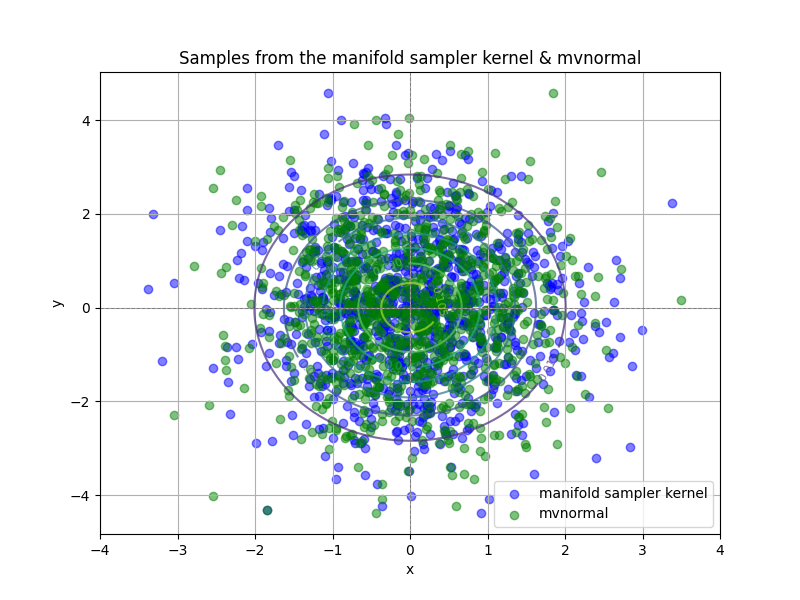 Samples from the manifold sampler kernel & mvnormal
y
4
2
0
−2
−4
−4
−3
−2
−1
0
1
2
3
4
x
manifold sampler kernel
mvnormal